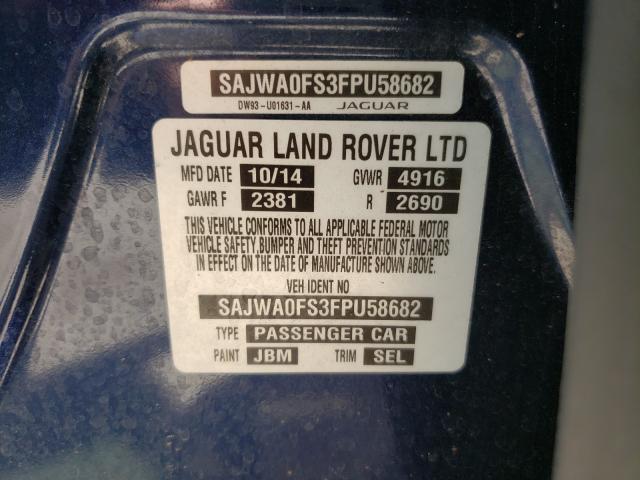 SAJWA0FS3FPU58682
DW93-U01631-AA JAGUAR
JAGUAR LAND ROVER LTD
MFD DATE 10/14 GVWR 4916
GAWR F 2381 R 2690
THIS VEHICLE CONFORMS TO ALL APPLICABLE FEDERAL MOTOR
VEHICLE SAFETY,BUMPER AND THEFT PREVENTION STANDARDS
IN EFFECT ON THE DATE OF MANUFACTURE SHOWN ABOVE.
VEH IDENT NO
SAJWA0FS3FPU58682
TYPE PASSENGER CAR
PAINT JBM TRIM SEL